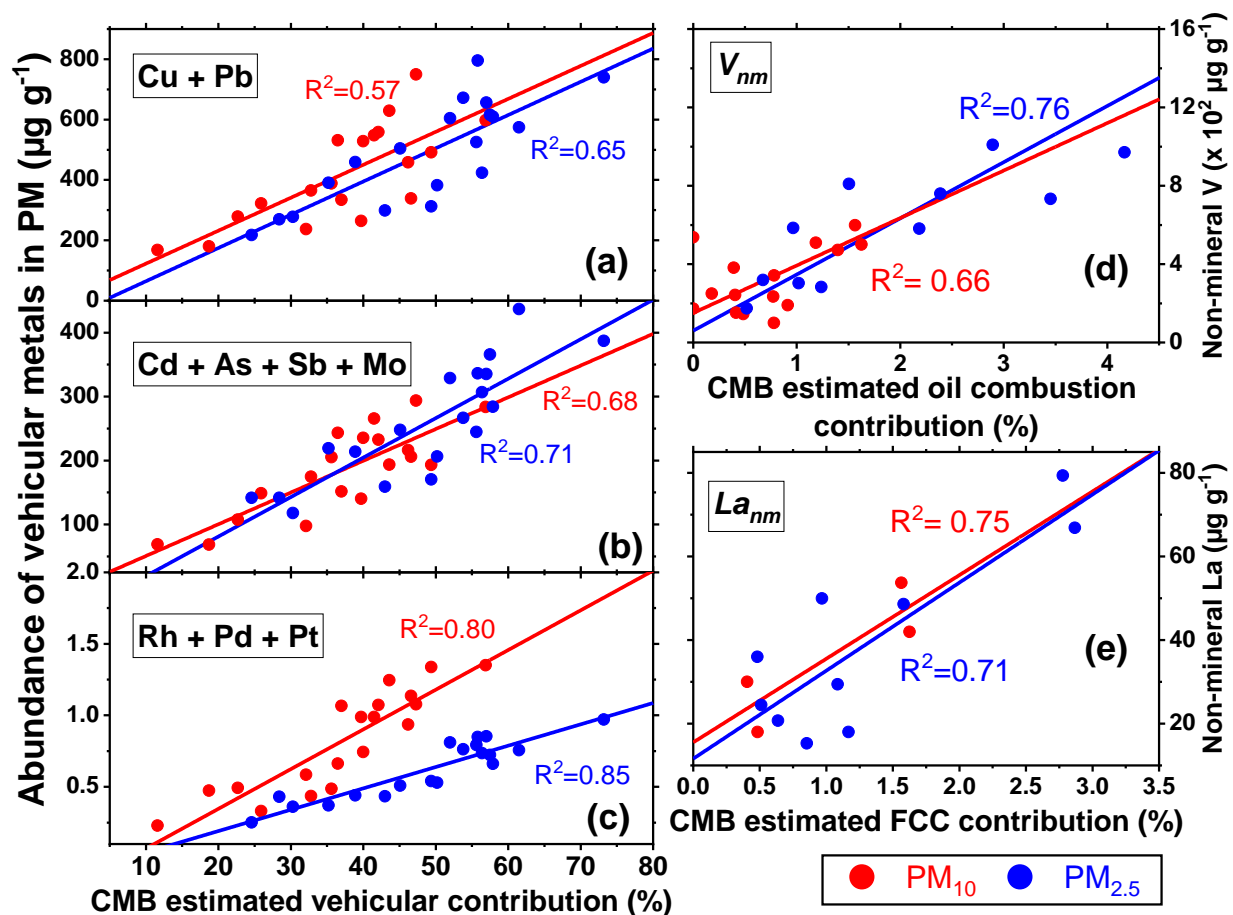 Abundance of vehicular metals in PM (µg g⁻¹)
800
600
400
200
0
Cu + Pb
R²=0.57
R²=0.65
(a)
400
300
200
100
Cd + As + Sb + Mo
R²=0.68
R²=0.71
(b)
2.0
1.5
1.0
0.5
Rh + Pd + Pt
R²=0.80
R²=0.85
(c)
10 20 30 40 50 60 70 80
CMB estimated vehicular contribution (%)
V_nm
R²=0.76
R²= 0.66
(d)
16
12
8
4
0
Non-mineral V (x 10² µg g⁻¹)
0 1 2 3 4
CMB estimated oil combustion
contribution (%)
La_nm
R²= 0.75
R²=0.71
(e)
80
60
40
20
Non-mineral La (µg g⁻¹)
0.0 0.5 1.0 1.5 2.0 2.5 3.0 3.5
CMB estimated FCC contribution (%)
PM₁₀ PM₂.₅